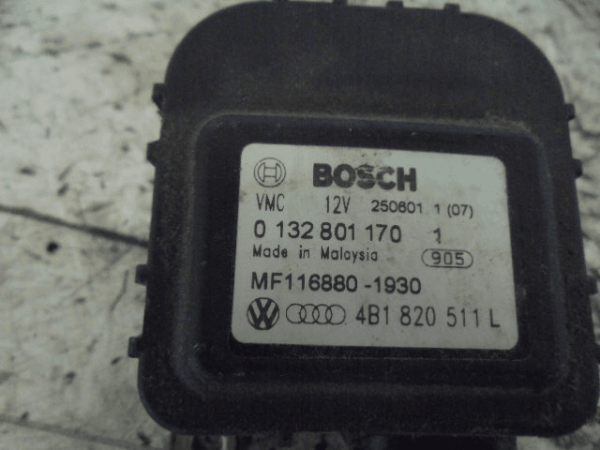 BOSCH
VMC 12V 250601 1 (07)
0 132 801 170 1
Made in Malaysia 905
MF116880-1930
4B1 820 511 L